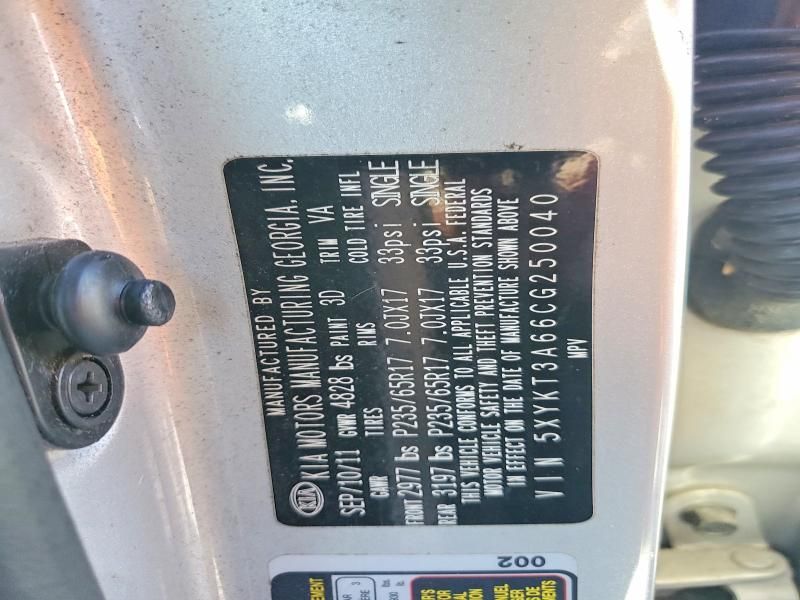 MANUFACTURED BY
KIA KIA MOTORS MANUFACTURING GEORGIA, INC.
SEP/10/11 GVWR 4828 lbs PAINT 3D TRIM VA
GAWR TIRES RIMS COLD TIRE INFL
FRONT 2977 lbs P235/65R17 7.0JX17 33psi SINGLE
REAR 3197 lbs P235/65R17 7.0JX17 33psi SINGLE
THIS VEHICLE CONFORMS TO ALL APPLICABLE U.S.A. FEDERAL
MOTOR VEHICLE SAFETY AND THEFT PREVENTION STANDARDS
IN EFFECT ON THE DATE OF MANUFACTURE SHOWN ABOVE
VIN 5XYKT3A66CG250040
MPV
002